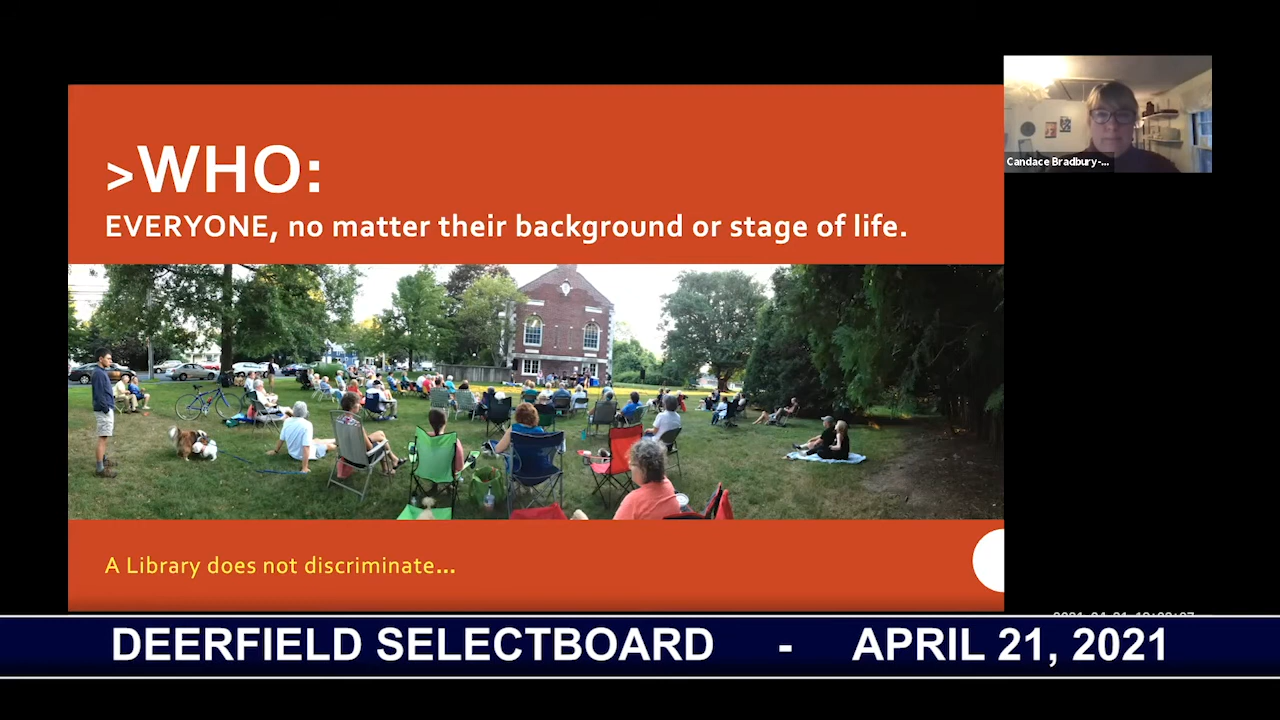 >WHO:
EVERYONE, no matter their background or stage of life.
Candace Bradbury-...
A Library does not discriminate...
DEERFIELD SELECTBOARD - APRIL 21, 2021